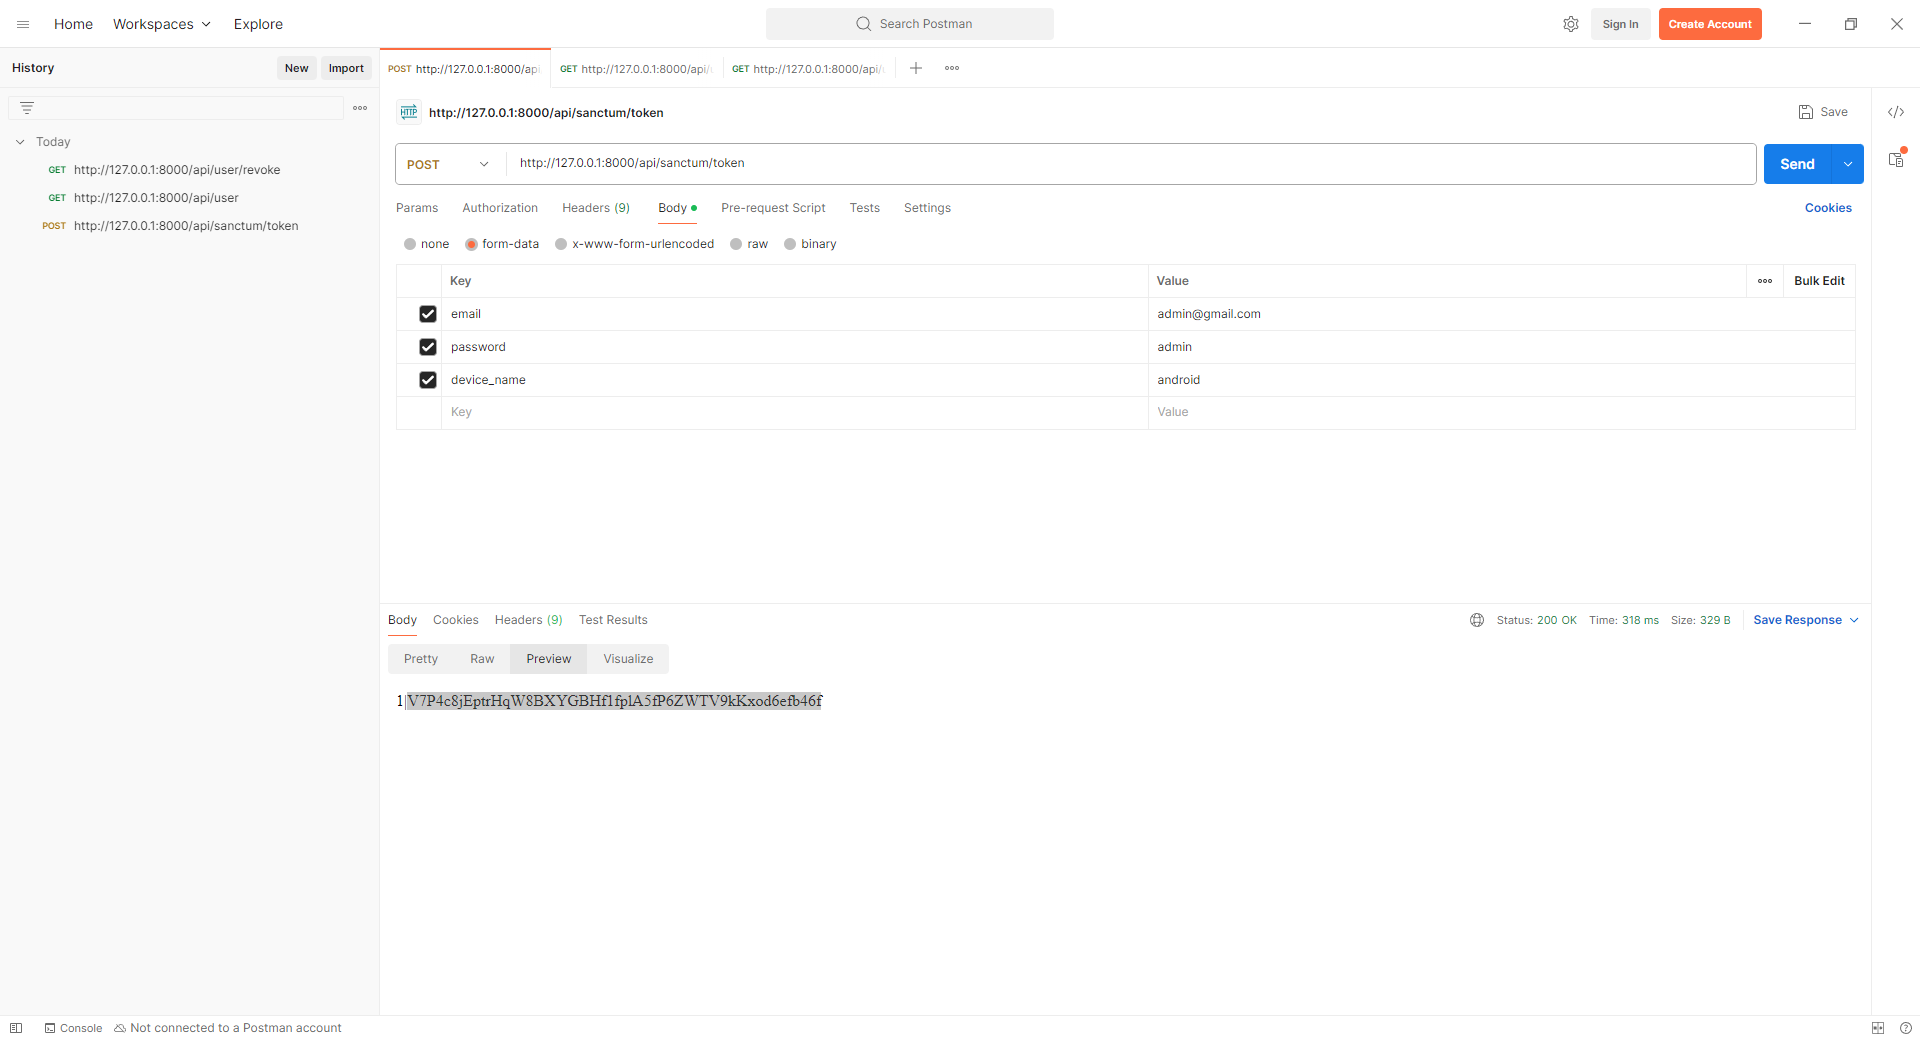 Home Workspaces Explore
Search Postman
Sign In Create Account
History New Import
POST http://127.0.0.1:8000/api GET http://127.0.0.1:8000/api/ GET http://127.0.0.1:8000/api/
Today
GET http://127.0.0.1:8000/api/user/revoke
GET http://127.0.0.1:8000/api/user
POST http://127.0.0.1:8000/api/sanctum/token
HTTP http://127.0.0.1:8000/api/sanctum/token Save
POST http://127.0.0.1:8000/api/sanctum/token Send
Params Authorization Headers (9) Body Pre-request Script Tests Settings Cookies
none form-data x-www-form-urlencoded raw binary
Key Value Bulk Edit
email admin@gmail.com
password admin
device_name android
Key Value
Body Cookies Headers (9) Test Results Status: 200 OK Time: 318 ms Size: 329 B Save Response
Pretty Raw Preview Visualize
1|V7P4c8jEptrHqW8BXYGBHf1fplA5fP6ZWTV9kKxod6efb46f
Console Not connected to a Postman account